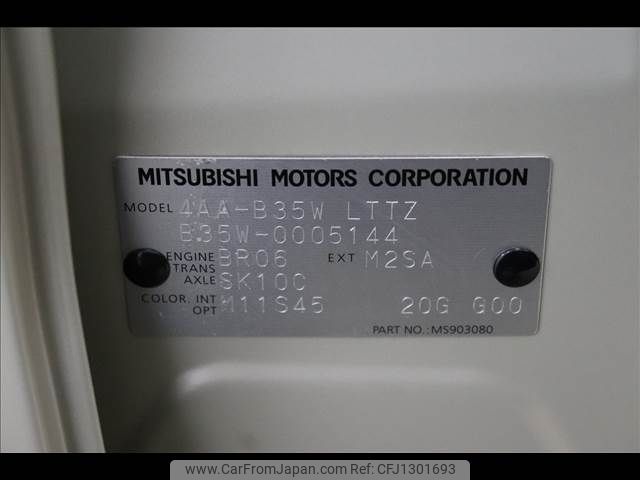 MITSUBISHI MOTORS CORPORATION
MODEL 4AA-B35W LTTZ
B35W-0005144
ENGINE BR06 EXT M2SA
TRANS
AXLE SK10C
COLOR. INT M11S45 20G G00
OPT
PART NO.: MS903080
www.CarFromJapan.com CFJ1301693